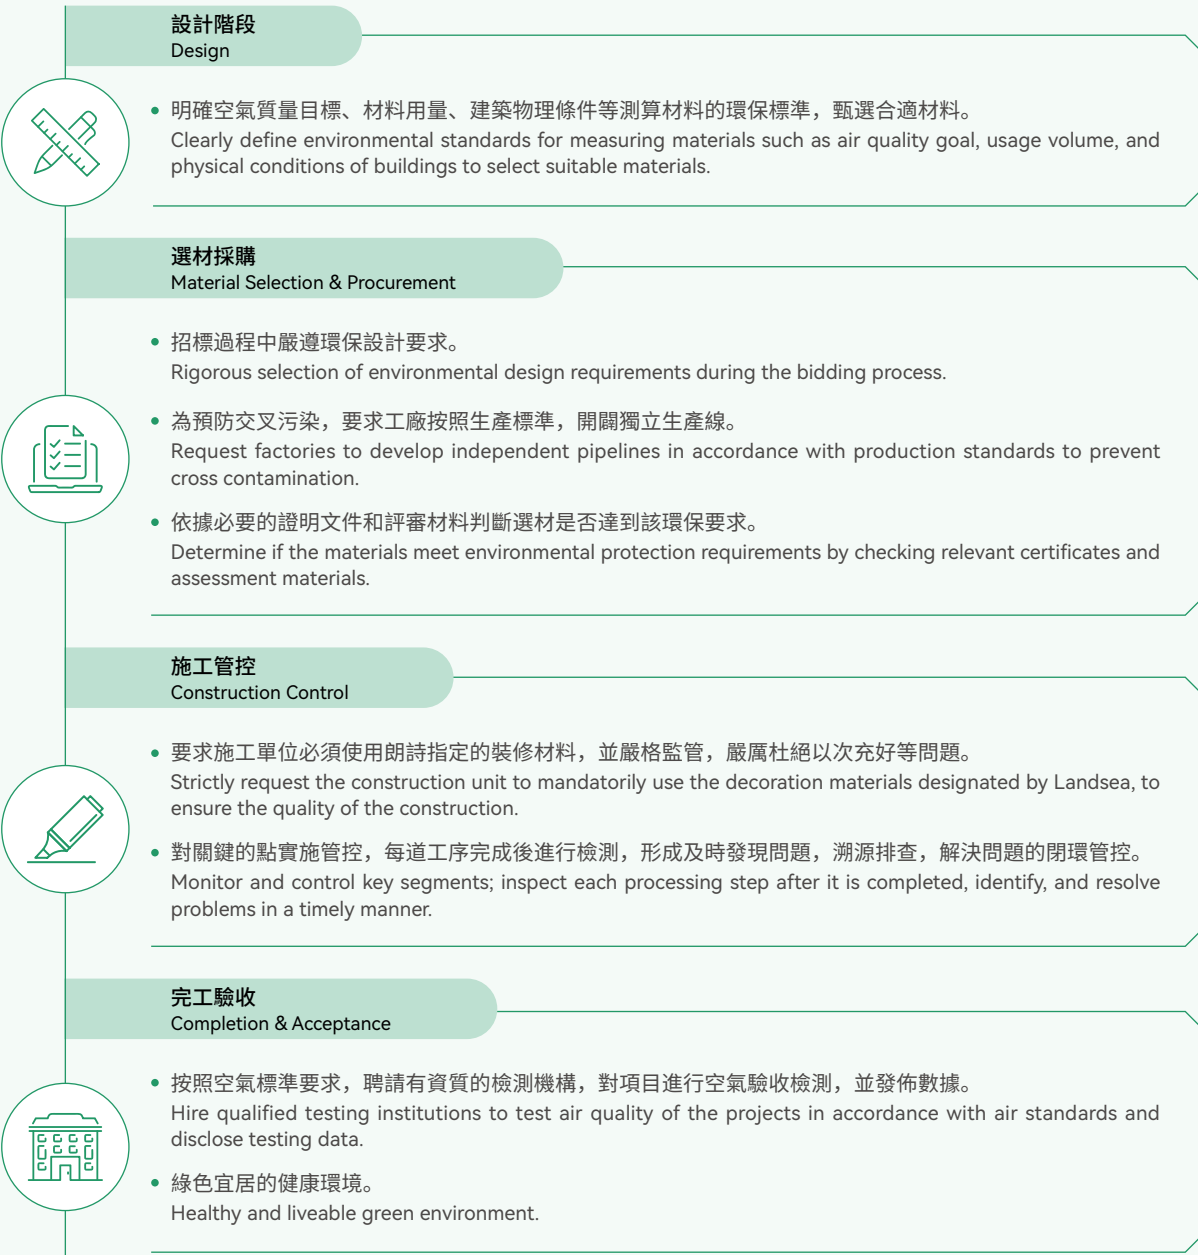 設計階段
Design
明確空氣質量目標、材料用量、建築物理條件等測算材料的環保標準，甄選合適材料。
Clearly define environmental standards for measuring materials such as air quality goal, usage volume, and
physical conditions of buildings to select suitable materials.
選材採購
Material Selection & Procurement
招標過程中嚴遵環保設計要求。
Rigorous selection of environmental design requirements during the bidding process.
為預防交叉污染，要求工廠按照生產標準，開闢獨立生產線。
Request factories to develop independent pipelines in accordance with production standards to prevent
cross contamination.
依據必要的證明文件和評審材料判斷選材是否達到該環保要求。
Determine if the materials meet environmental protection requirements by checking relevant certificates and
assessment materials.
施工管控
Construction Control
要求施工單位必須使用朗詩指定的裝修材料，並嚴格監管，嚴厲杜絕以次充好等問題。
Strictly request the construction unit to mandatorily use the decoration materials designated by Landsea, to
ensure the quality of the construction.
對關鍵的點實施管控，每道工序完成後進行檢測，形成及時發現問題，溯源排查，解決問題的閉環管控。
Monitor and control key segments; inspect each processing step after it is completed, identify, and resolve
problems in a timely manner.
完工驗收
Completion & Acceptance
按照空氣標準要求，聘請有資質的檢測機構，對項目進行空氣驗收檢測，並發佈數據。
Hire qualified testing institutions to test air quality of the projects in accordance with air standards and
disclose testing data.
綠色宜居的健康環境。
Healthy and liveable green environment.